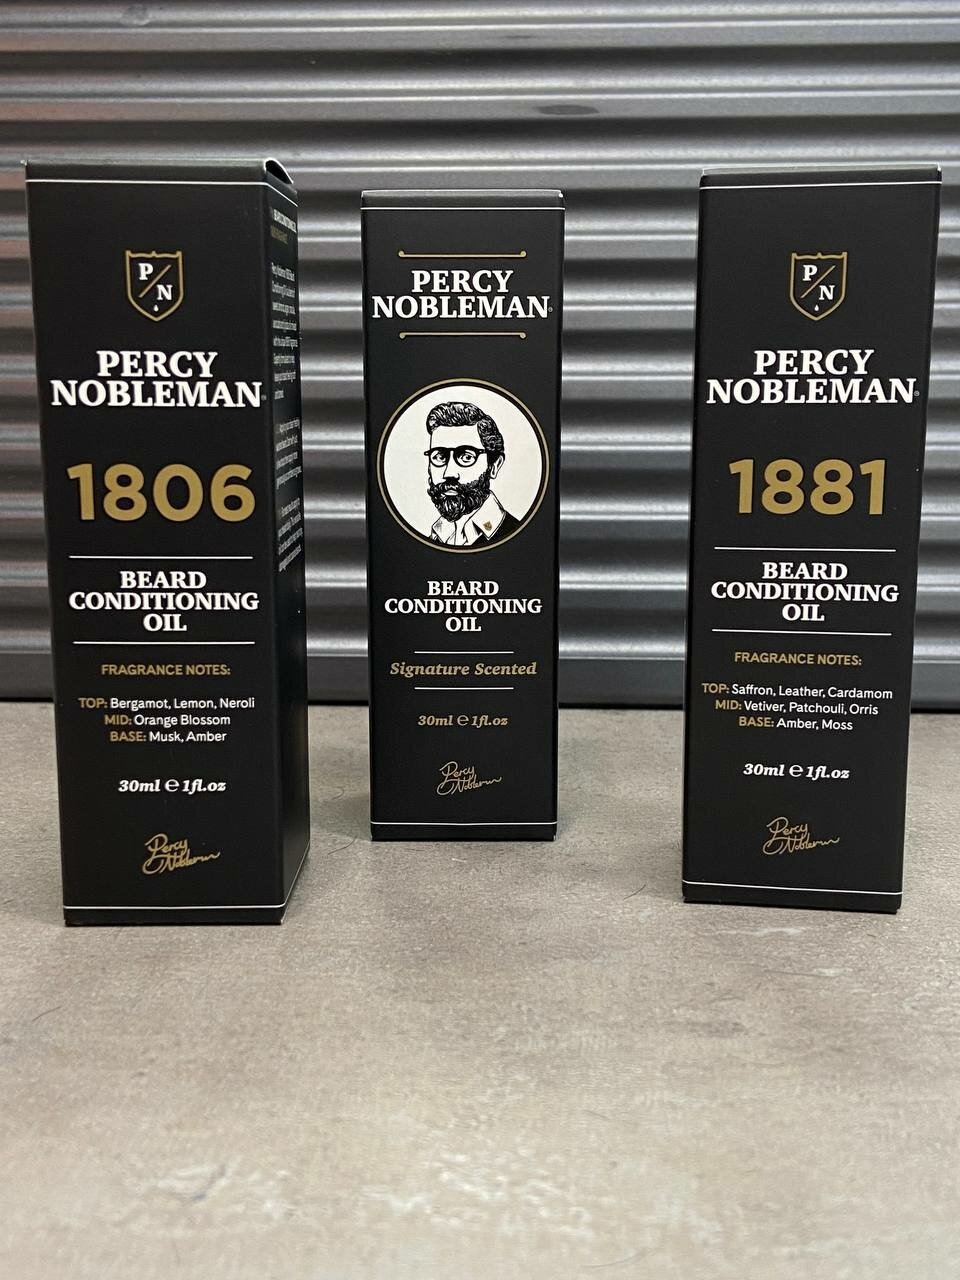 P
N
PERCY
NOBLEMAN
1806
BEARD
CONDITIONING
OIL
FRAGRANCE NOTES:
TOP: Bergamot, Lemon, Neroli
MID: Orange Blossom
BASE: Musk, Amber
30ml ℮ 1fl.oz
Percy
Nobleman
PERCY
NOBLEMAN®
BEARD
CONDITIONING
OIL
Signature Scented
30ml ℮ 1fl.oz
Percy
Nobleman
P
N
PERCY
NOBLEMAN®
1881
BEARD
CONDITIONING
OIL
FRAGRANCE NOTES:
TOP: Saffron, Leather, Cardamom
MID: Vetiver, Patchouli, Orris
BASE: Amber, Moss
30ml ℮ 1fl.oz
Percy
Nobleman